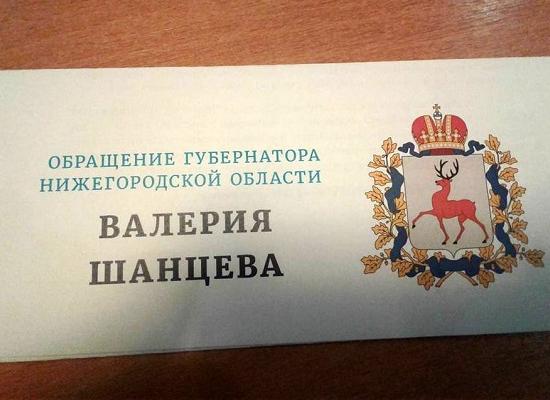 ОБРАЩЕНИЕ ГУБЕРНАТОРА
НИЖЕГОРОДСКОЙ ОБЛАСТИ
ВАЛЕРИЯ
ШАНЦЕВА